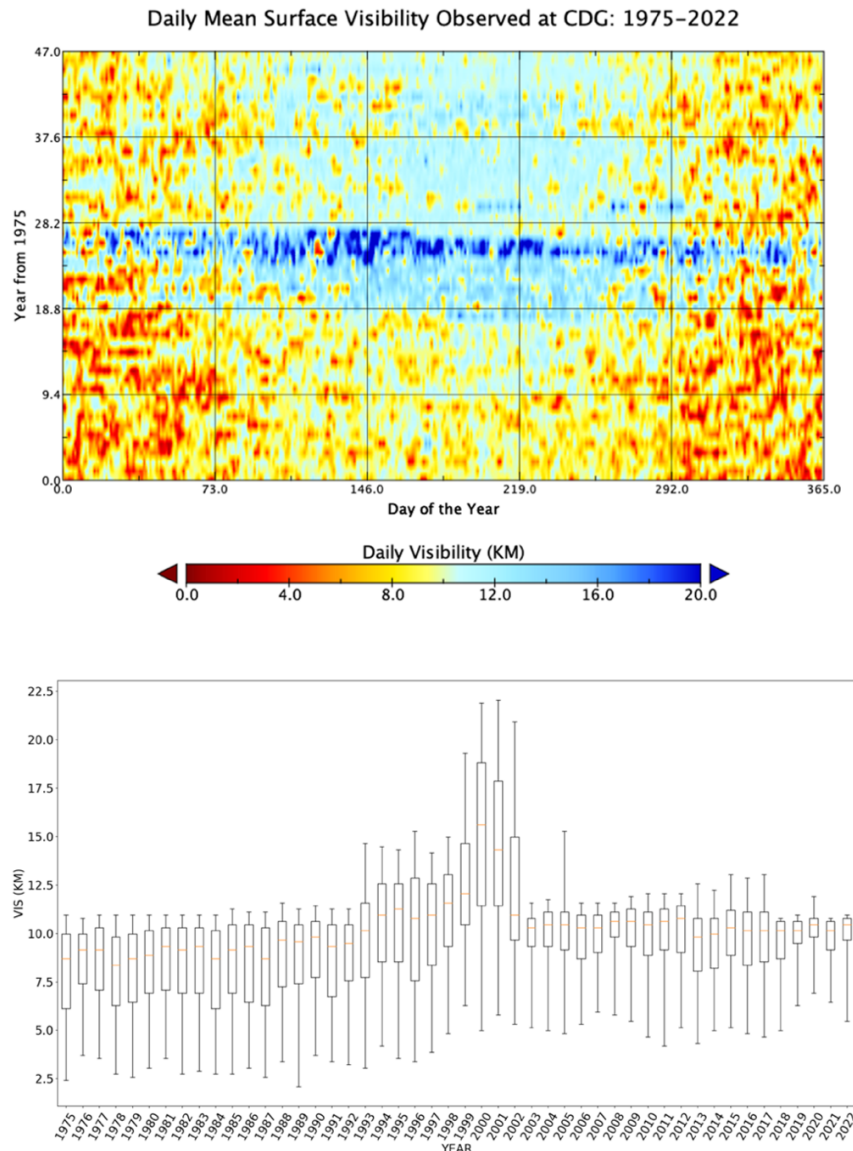 Daily Mean Surface Visibility Observed at CDG: 1975-2022
47.0
37.6
28.2
18.8
9.4
0.0
Year from 1975
0.0 73.0 146.0 219.0 292.0 365.0
Day of the Year
Daily Visibility (KM)
0.0 4.0 8.0 12.0 16.0 20.0
22.5
20.0
17.5
15.0
12.5
10.0
7.5
5.0
2.5
VIS (KM)
1975 1976 1977 1978 1979 1980 1981 1982 1983 1984 1985 1986 1987 1988 1989 1990 1991 1992 1993 1994 1995 1996 1997 1998 1999 2000 2001 2002 2003 2004 2005 2006 2007 2008 2009 2010 2011 2012 2013 2014 2015 2016 2017 2018 2019 2020 2021 2022
YEAR